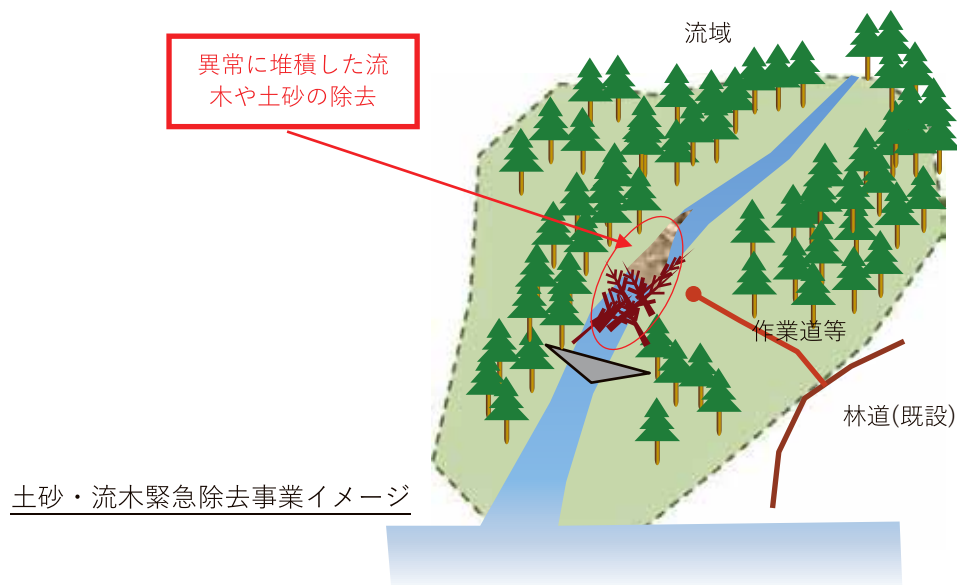 流域
異常に堆積した流
木や土砂の除去
作業道等
林道(既設)
土砂・流木緊急除去事業イメージ